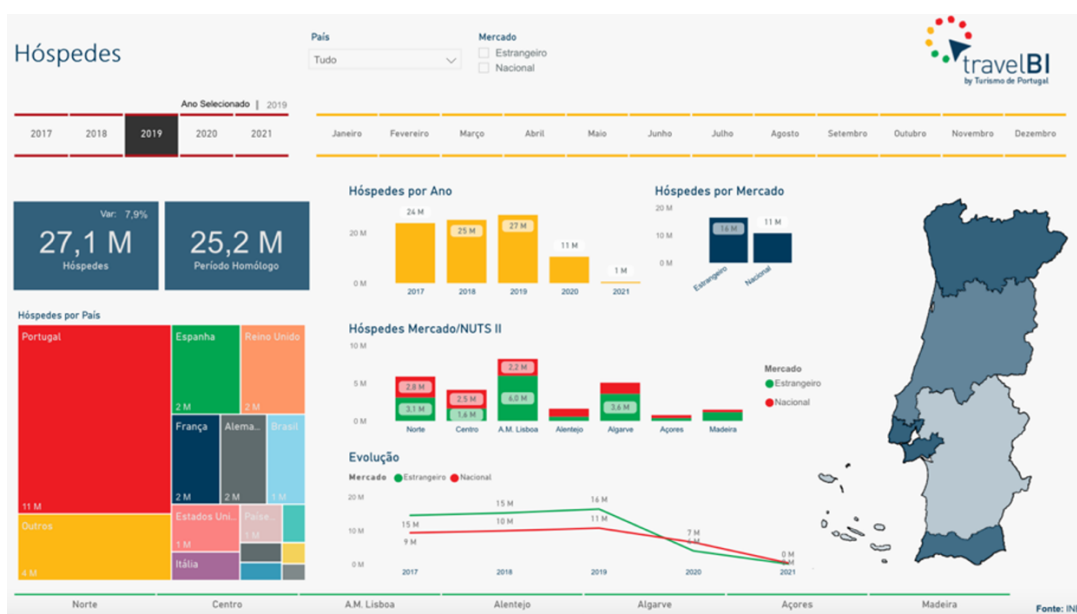 Hóspedes
País
Tudo
Mercado
Estrangeiro
Nacional
travelBI
by Turismo de Portugal
Ano Selecionado | 2019
2017 2018 2019 2020 2021
Janeiro Fevereiro Março Abril Maio Junho Julho Agosto Setembro Outubro Novembro Dezembro
Var: 7,9%
27,1 M
Hóspedes
25,2 M
Período Homólogo
Hóspedes por Ano
20 M
0 M
24 M 25 M 27 M 11 M 1 M
2017 2018 2019 2020 2021
Hóspedes por Mercado
20 M
10 M
0 M
16 M 11 M
Estrangeiro Nacional
Hóspedes por País
Portugal
11 M
Outros
4 M
Espanha
2 M
Reino Unido
2 M
França
2 M
Alema...
2 M
Brasil
1 M
Estados Uni...
1 M
Paíse...
1 M
Itália
Hóspedes Mercado/NUTS II
10 M
5 M
0 M
2,8 M 2,5 M 2,2 M
3,1 M 1,6 M 6,0 M 3,6 M
Norte Centro A.M. Lisboa Alentejo Algarve Açores Madeira
Mercado
Estrangeiro
Nacional
Evolução
Mercado Estrangeiro Nacional
20 M
10 M
0 M
15 M 15 M 16 M
9 M 10 M 11 M 7 M 0 M
2017 2018 2019 2020 2021
Norte Centro A.M. Lisboa Alentejo Algarve Açores Madeira
Fonte: INE